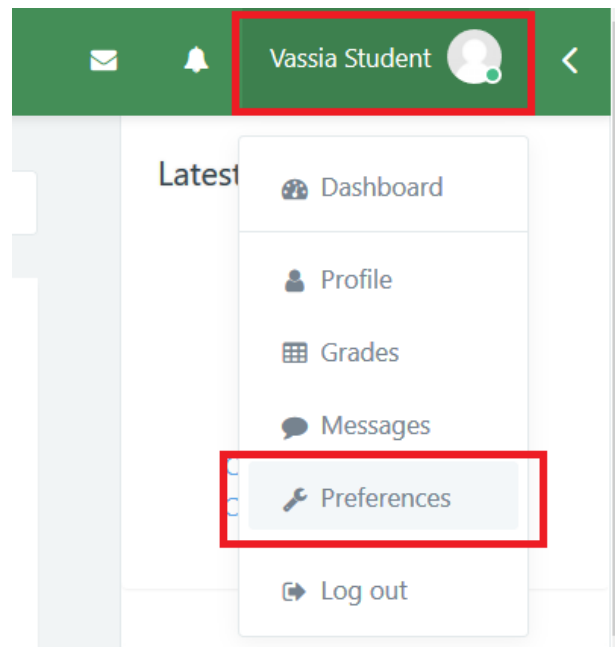 Vassia Student
Latest
Dashboard
Profile
Grades
Messages
Preferences
Log out